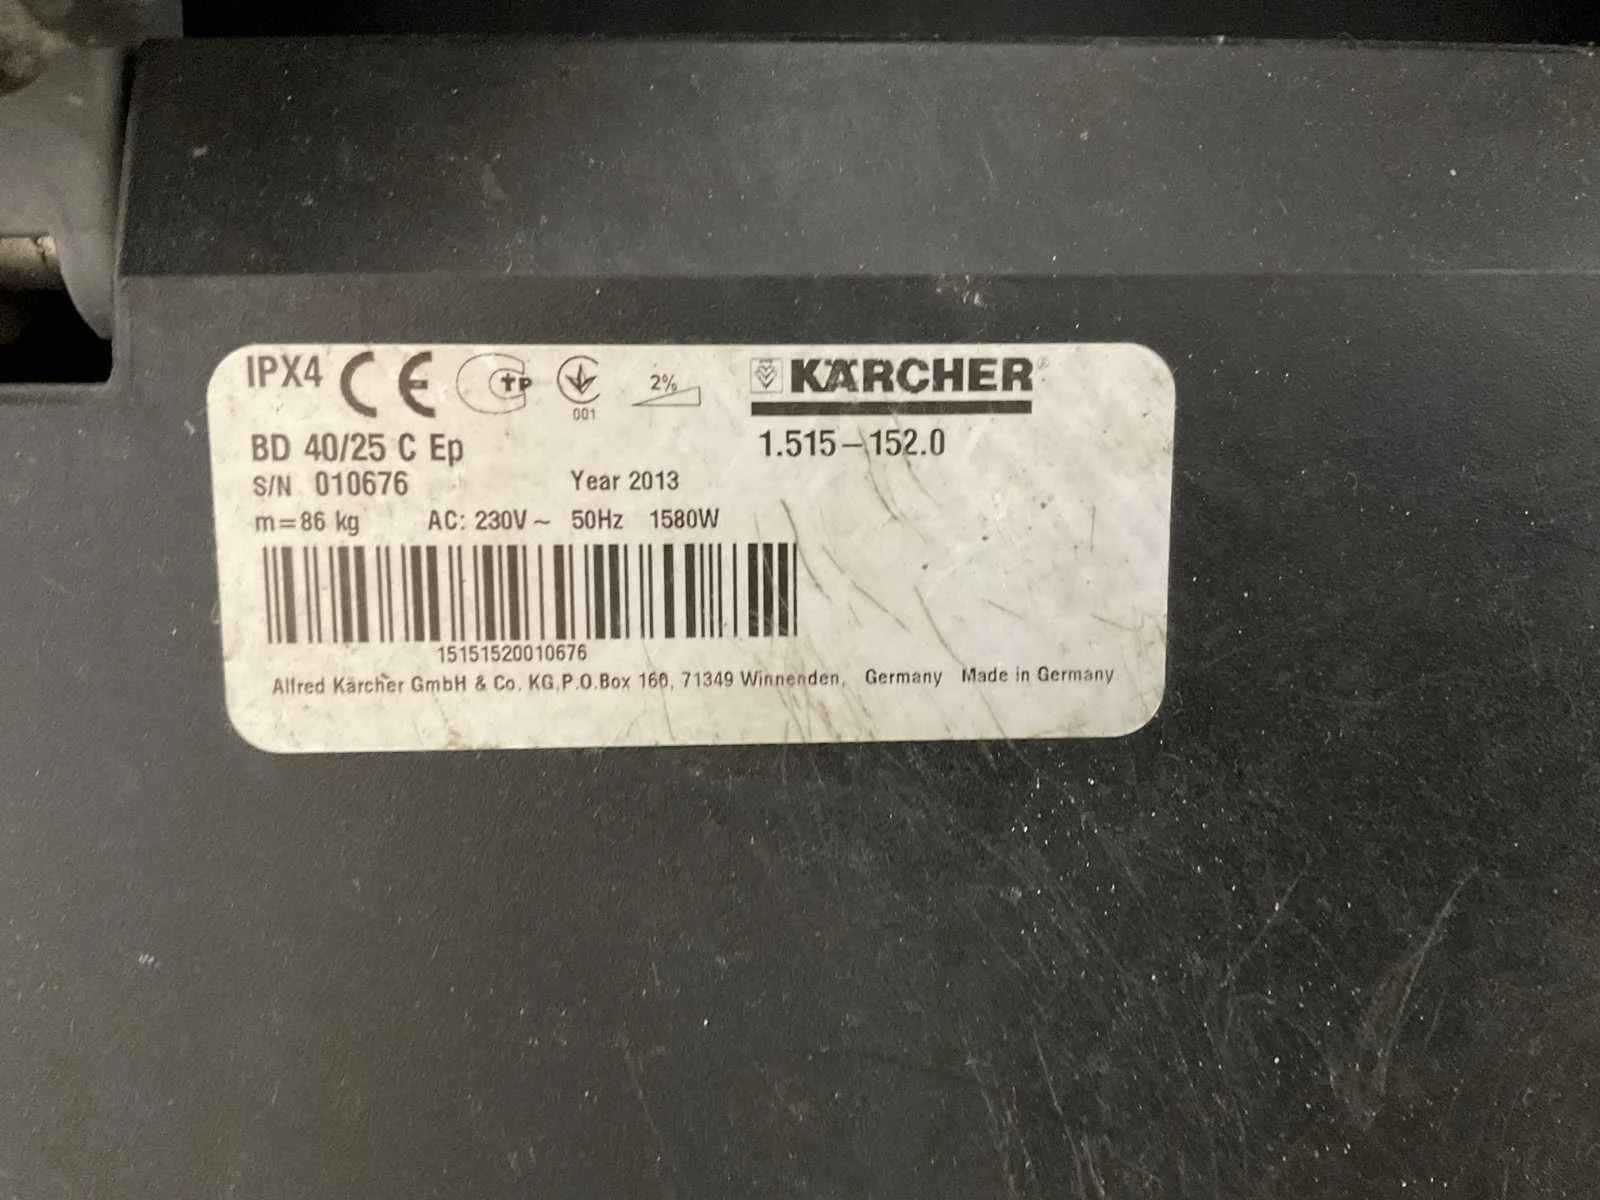 IPX4 CE TP 001 2% KÄRCHER®
BD 40/25 C Ep 1.515-152.0
S/N 010676 Year 2013
m=86 kg AC: 230V~ 50Hz 1580W
15151520010676
Alfred Kärcher GmbH & Co. KG,P.O.Box 160, 71349 Winnenden, Germany Made in Germany